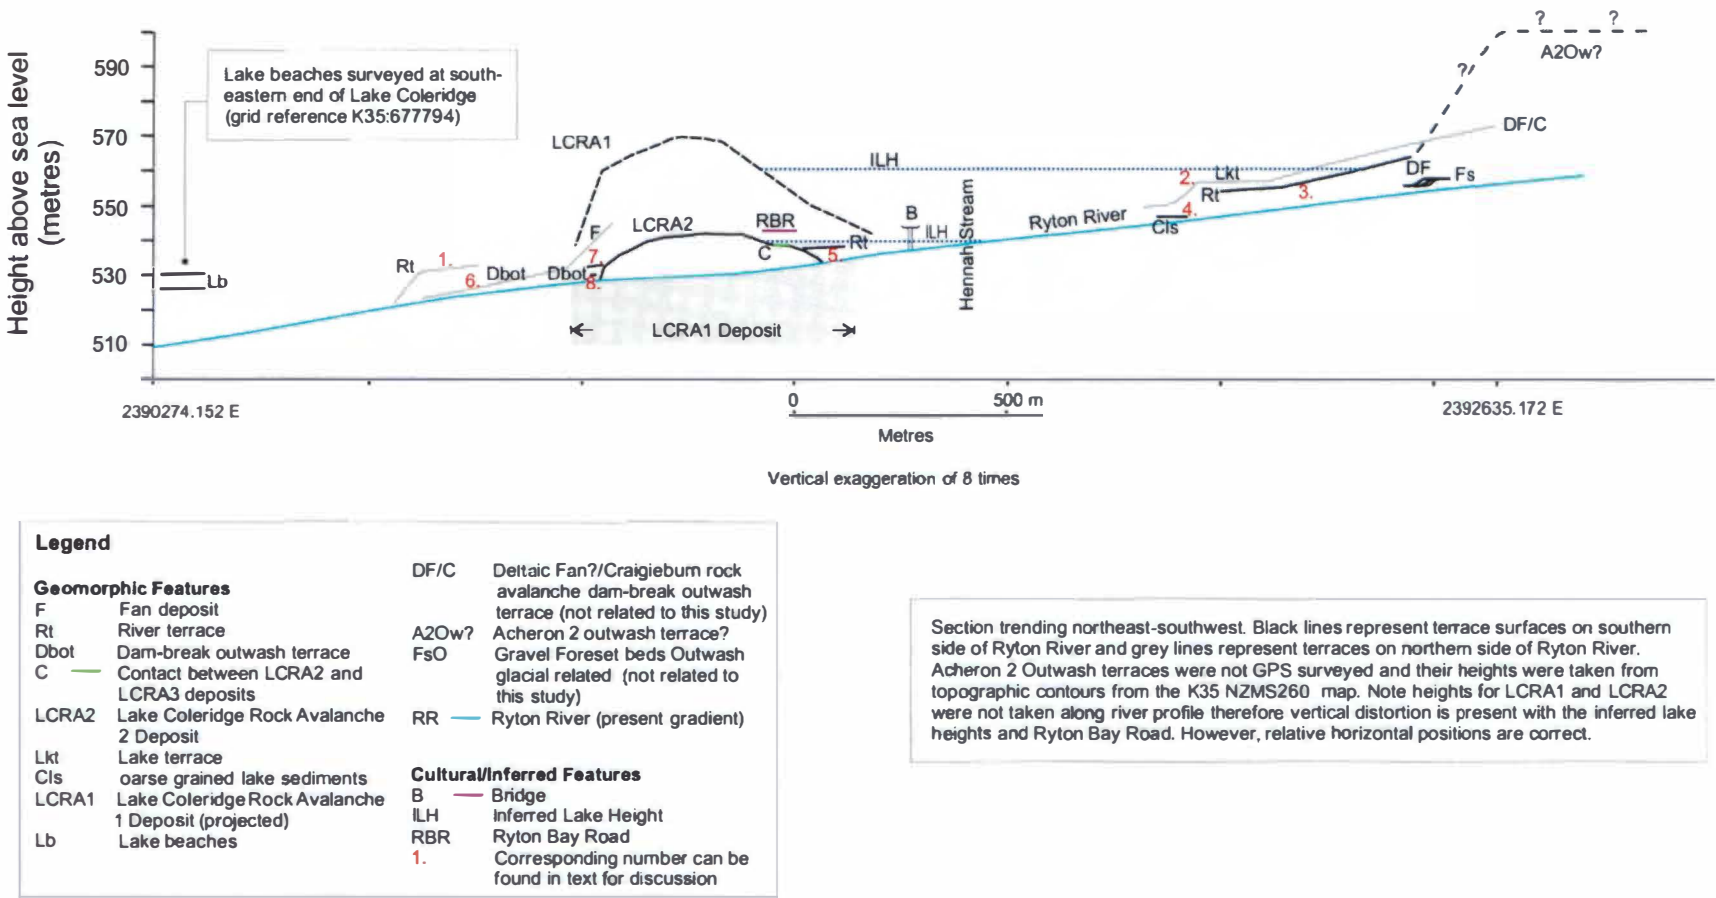 Height above sea level
(metres)
590
570
550
530
510
Lake beaches surveyed at south-
eastern end of Lake Coleridge
(grid reference K35:677794)
Lb
Rt
1.
6.
Dbot
Dbot
7.
8.
F
LCRA1
LCRA2
RBR
C
Rt
5.
ILH
B
ILH
Hennah Stream
Ryton River
2.
Lkt
Rt
4.
Cls
3.
DF
Fs
DF/C
?
?
?
A2Ow?
LCRA1 Deposit
2390274.152 E
0
500 m
Metres
2392635.172 E
Vertical exaggeration of 8 times
Legend
Geomorphic Features
F Fan deposit
Rt River terrace
Dbot Dam-break outwash terrace
C Contact between LCRA2 and
LCRA3 deposits
LCRA2 Lake Coleridge Rock Avalanche
2 Deposit
Lkt Lake terrace
Cls oarse grained lake sediments
LCRA1 Lake Coleridge Rock Avalanche
1 Deposit (projected)
Lb Lake beaches
DF/C Deltaic Fan?/Craigieburn rock
avalanche dam-break outwash
terrace (not related to this study)
A2Ow? Acheron 2 outwash terrace?
FsO Gravel Foreset beds Outwash
glacial related (not related to
this study)
RR Ryton River (present gradient)
Cultural/Inferred Features
B Bridge
ILH Inferred Lake Height
RBR Ryton Bay Road
1. Corresponding number can be
found in text for discussion
Section trending northeast-southwest. Black lines represent terrace surfaces on southern
side of Ryton River and grey lines represent terraces on northern side of Ryton River.
Acheron 2 Outwash terraces were not GPS surveyed and their heights were taken from
topographic contours from the K35 NZMS260 map. Note heights for LCRA1 and LCRA2
were not taken along river profile therefore vertical distortion is present with the inferred lake
heights and Ryton Bay Road. However, relative horizontal positions are correct.